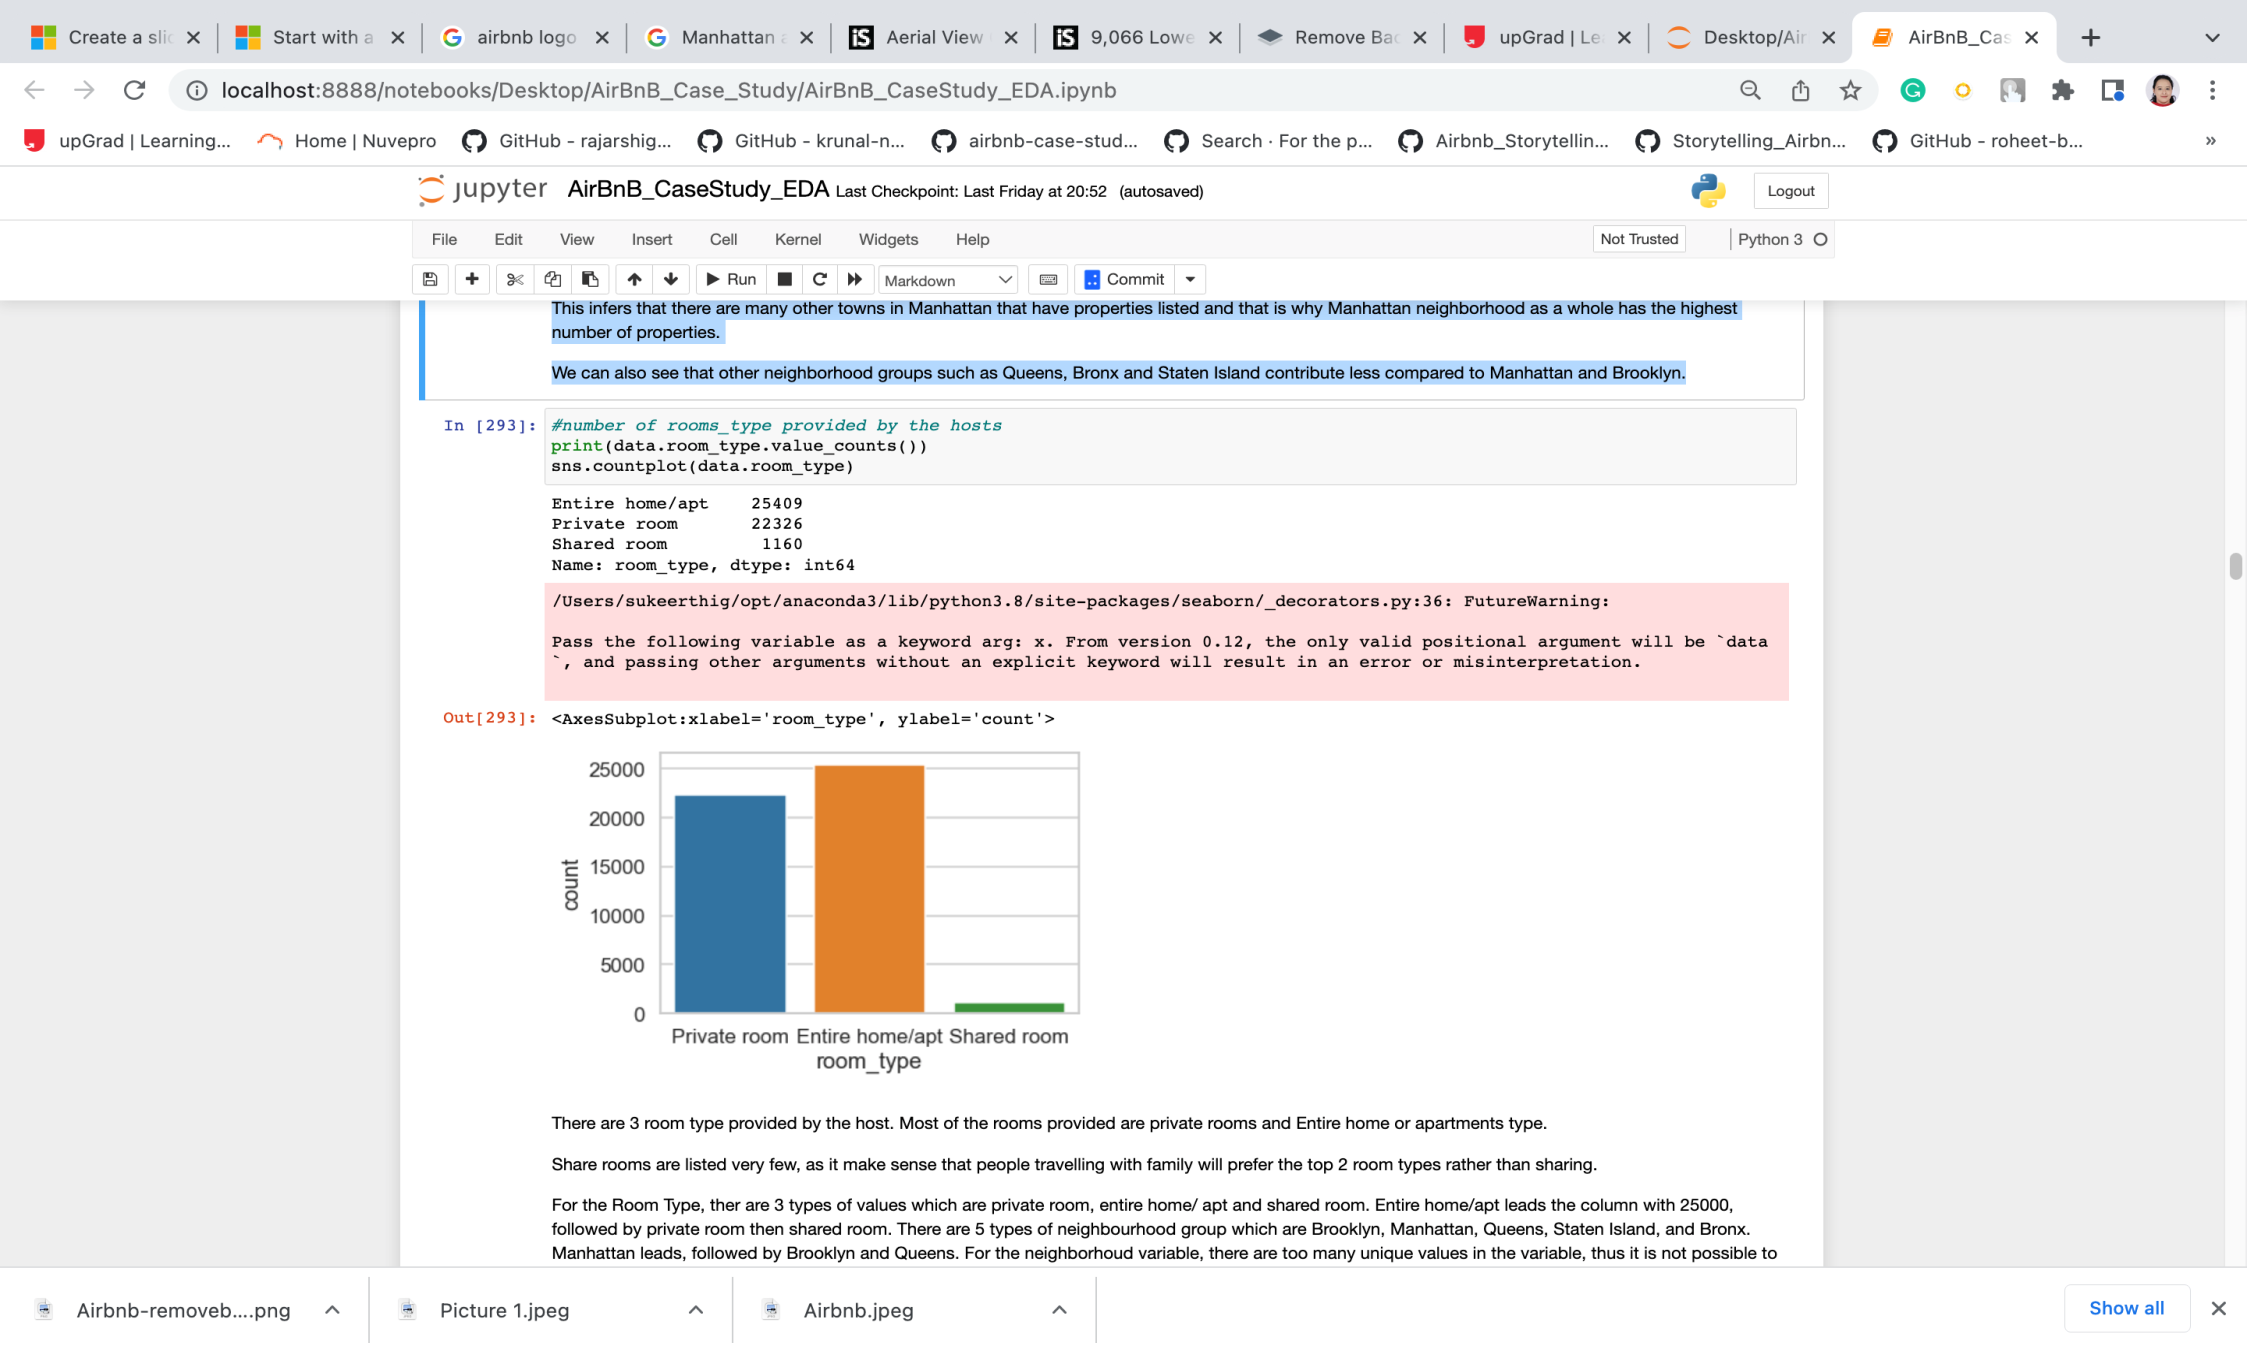 Create a slid
Start with a
airbnb logo
Manhattan a
iS Aerial View
iS 9,066 Lowe
Remove Bac
upGrad | Le
Desktop/Air
AirBnB_Cas
localhost:8888/notebooks/Desktop/AirBnB_Case_Study/AirBnB_CaseStudy_EDA.ipynb
upGrad | Learning...
Home | Nuvepro
GitHub - rajarshig...
GitHub - krunal-n...
airbnb-case-stud...
Search · For the p...
Airbnb_Storytellin...
Storytelling_Airbn...
GitHub - roheet-b...
»
jupyter AirBnB_CaseStudy_EDA Last Checkpoint: Last Friday at 20:52 (autosaved)
Logout
File Edit View Insert Cell Kernel Widgets Help
Not Trusted
Python 3
Run
Markdown
Commit
This infers that there are many other towns in Manhattan that have properties listed and that is why Manhattan neighborhood as a whole has the highest
number of properties.
We can also see that other neighborhood groups such as Queens, Bronx and Staten Island contribute less compared to Manhattan and Brooklyn.
In [293]: #number of rooms_type provided by the hosts
print(data.room_type.value_counts())
sns.countplot(data.room_type)
Entire home/apt 25409
Private room 22326
Shared room 1160
Name: room_type, dtype: int64
/Users/sukeerthig/opt/anaconda3/lib/python3.8/site-packages/seaborn/_decorators.py:36: FutureWarning:
Pass the following variable as a keyword arg: x. From version 0.12, the only valid positional argument will be `data
`, and passing other arguments without an explicit keyword will result in an error or misinterpretation.
Out[293]: <AxesSubplot:xlabel='room_type', ylabel='count'>
25000
20000
15000
10000
5000
0
count
Private room Entire home/apt Shared room
room_type
There are 3 room type provided by the host. Most of the rooms provided are private rooms and Entire home or apartments type.
Share rooms are listed very few, as it make sense that people travelling with family will prefer the top 2 room types rather than sharing.
For the Room Type, ther are 3 types of values which are private room, entire home/ apt and shared room. Entire home/apt leads the column with 25000,
followed by private room then shared room. There are 5 types of neighbourhood group which are Brooklyn, Manhattan, Queens, Staten Island, and Bronx.
Manhattan leads, followed by Brooklyn and Queens. For the neighborhoud variable, there are too many unique values in the variable, thus it is not possible to
Airbnb-removeb....png
Picture 1.jpeg
Airbnb.jpeg
Show all